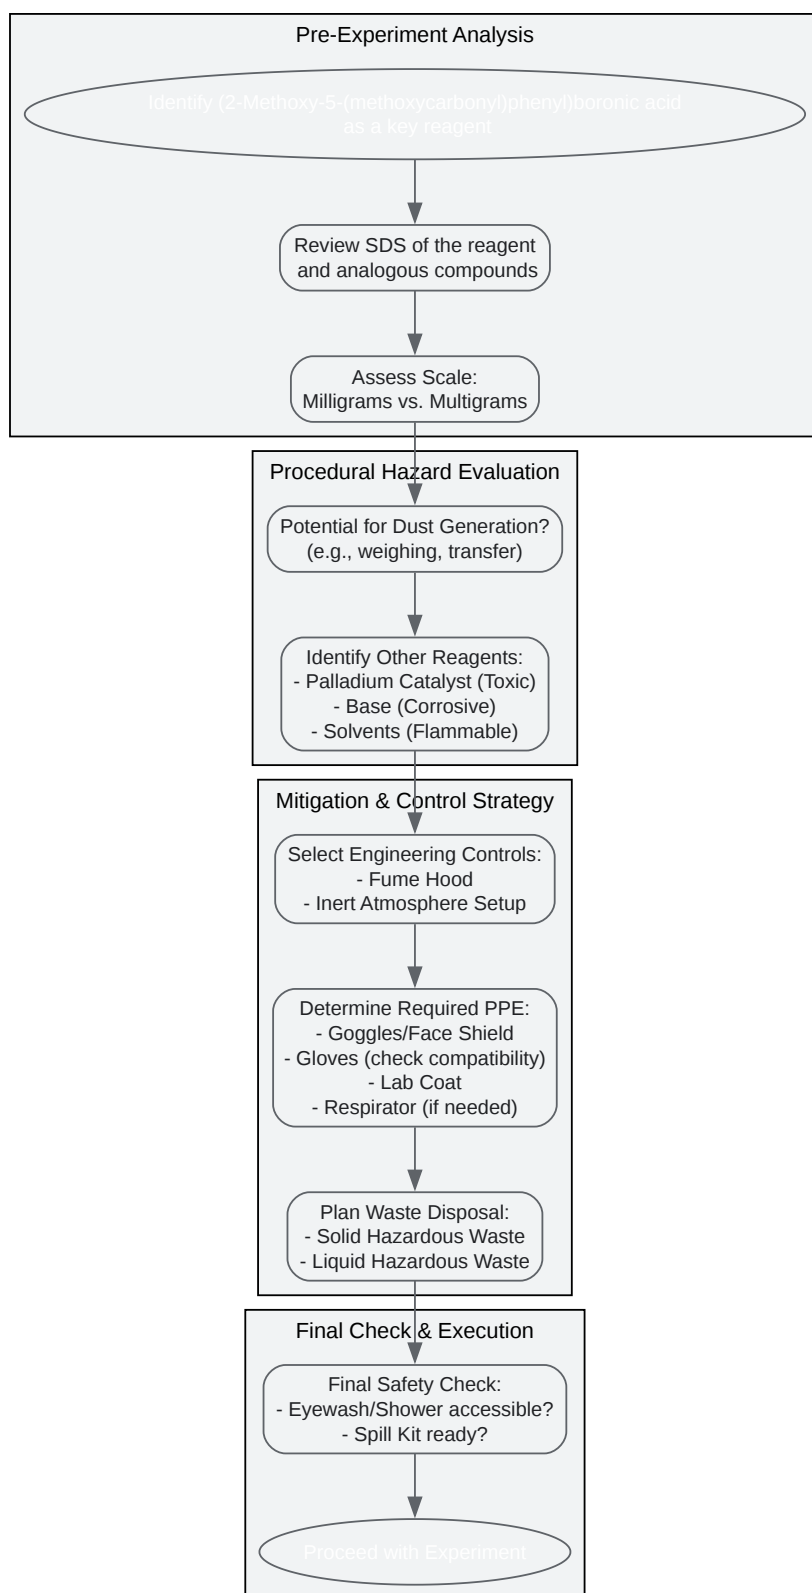 Pre-Experiment Analysis
Identify (2-Methoxy-5-(methoxycarbonyl)phenyl)boronic acid
as a key reagent
Review SDS of the reagent
and analogous compounds
Assess Scale:
Milligrams vs. Multigrams
Procedural Hazard Evaluation
Potential for Dust Generation?
(e.g., weighing, transfer)
Identify Other Reagents:
- Palladium Catalyst (Toxic)
- Base (Corrosive)
- Solvents (Flammable)
Mitigation & Control Strategy
Select Engineering Controls:
- Fume Hood
- Inert Atmosphere Setup
Determine Required PPE:
- Goggles/Face Shield
- Gloves (check compatibility)
- Lab Coat
- Respirator (if needed)
Plan Waste Disposal:
- Solid Hazardous Waste
- Liquid Hazardous Waste
Final Check & Execution
Final Safety Check:
- Eyewash/Shower accessible?
- Spill Kit ready?
Proceed with Experiment